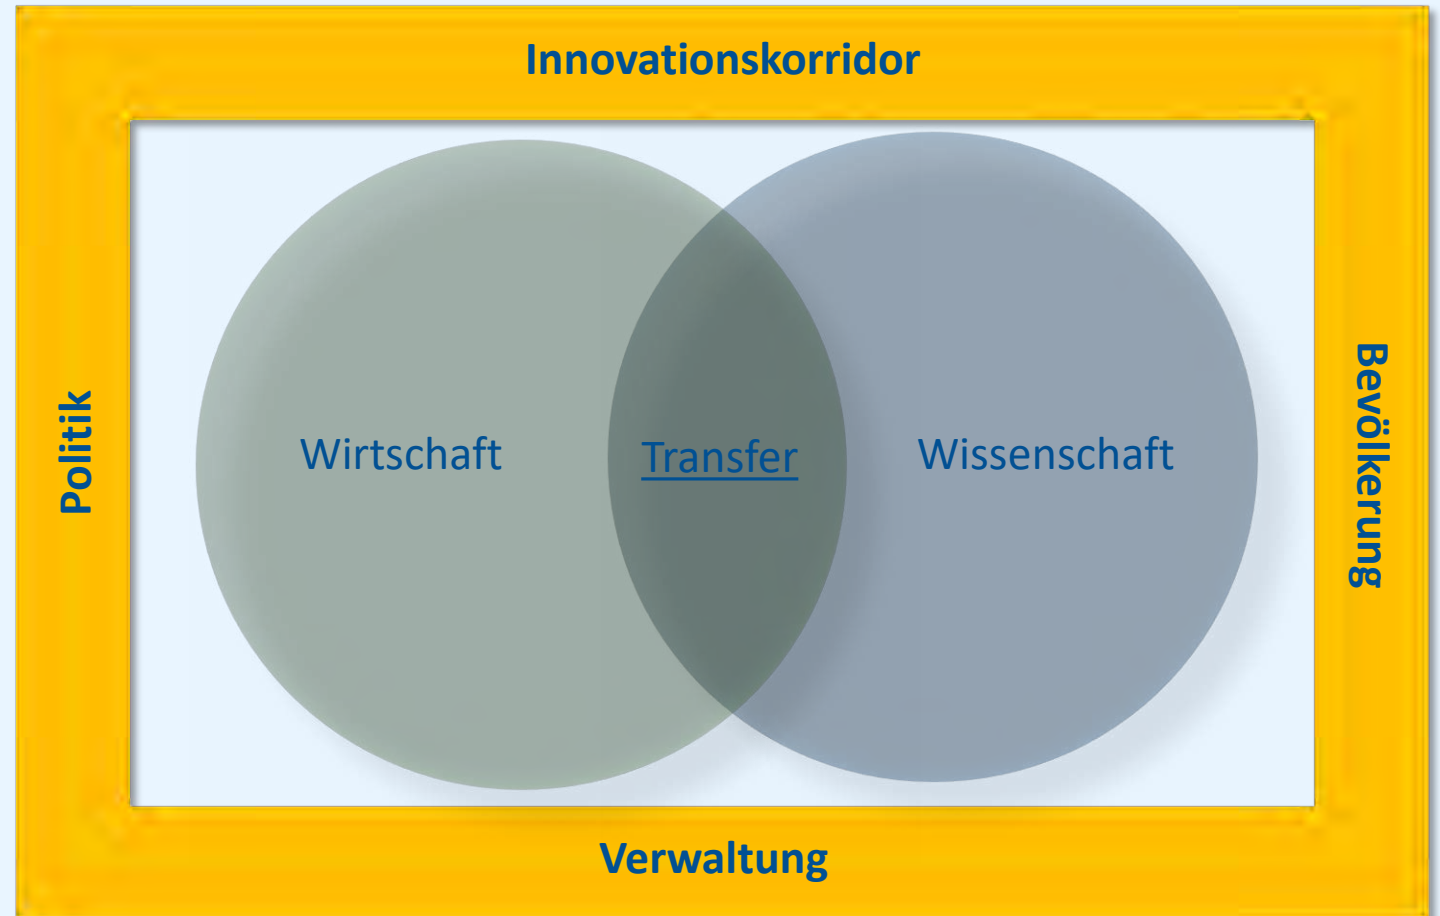 Innovationskorridor
Politik
Wirtschaft
Transfer
Wissenschaft
Bevölkerung
Verwaltung